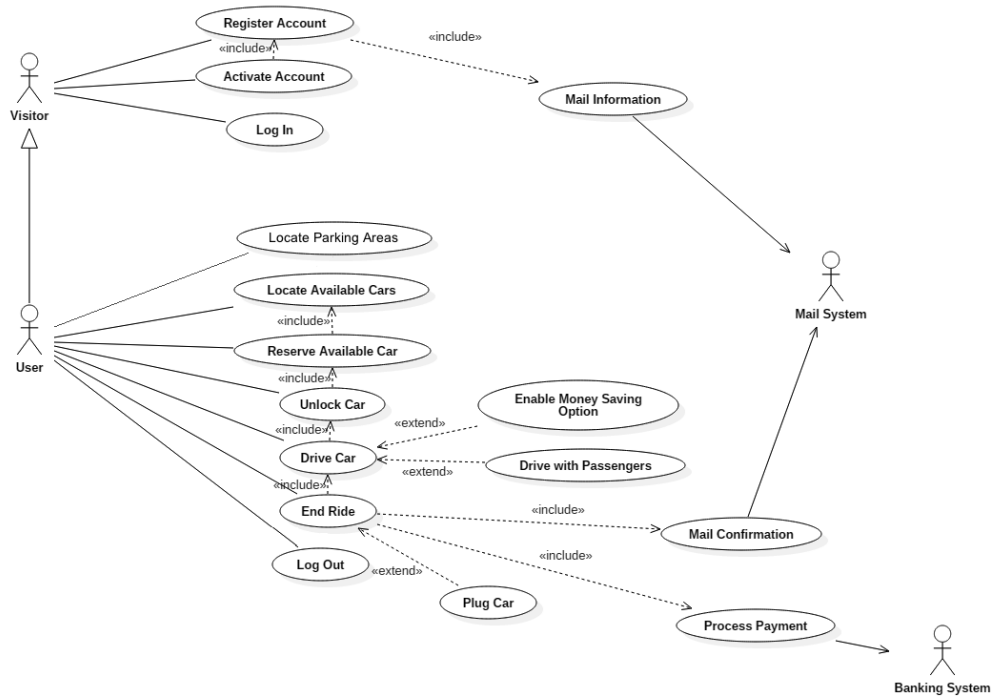 Register Account
«include»
«include»
Activate Account
Visitor
Mail Information
Log In
Locate Parking Areas
Locate Available Cars
Mail System
«include»
User
Reserve Available Car
«include»
Unlock Car
Enable Money Saving
Option
«extend»
«include»
Drive Car
Drive with Passengers
«extend»
«include»
End Ride
«include»
Mail Confirmation
«include»
Log Out
«extend»
Plug Car
Process Payment
Banking System